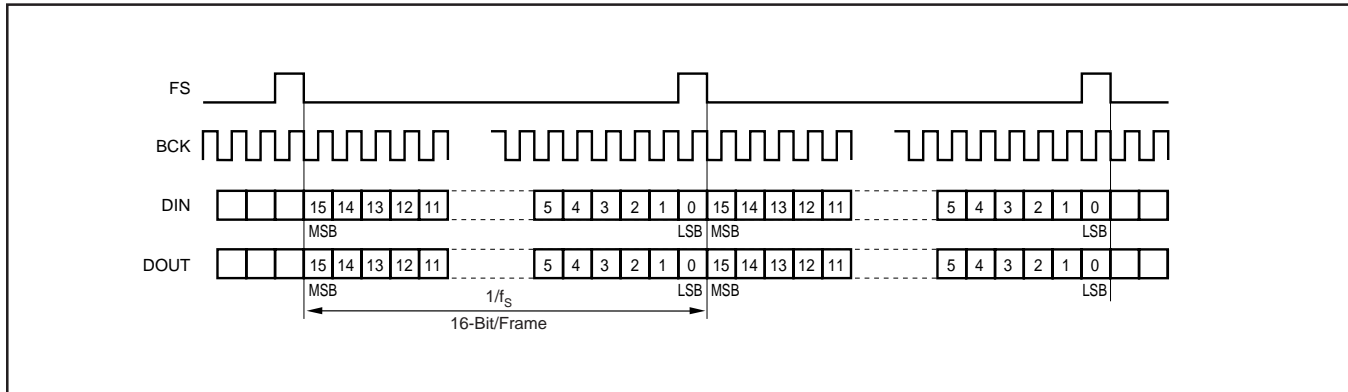 FS
BCK
DIN 15 14 13 12 11 5 4 3 2 1 0 15 14 13 12 11 5 4 3 2 1 0
MSB LSB MSB LSB
DOUT 15 14 13 12 11 5 4 3 2 1 0 15 14 13 12 11 5 4 3 2 1 0
MSB LSB MSB LSB
1/fS
16-Bit/Frame